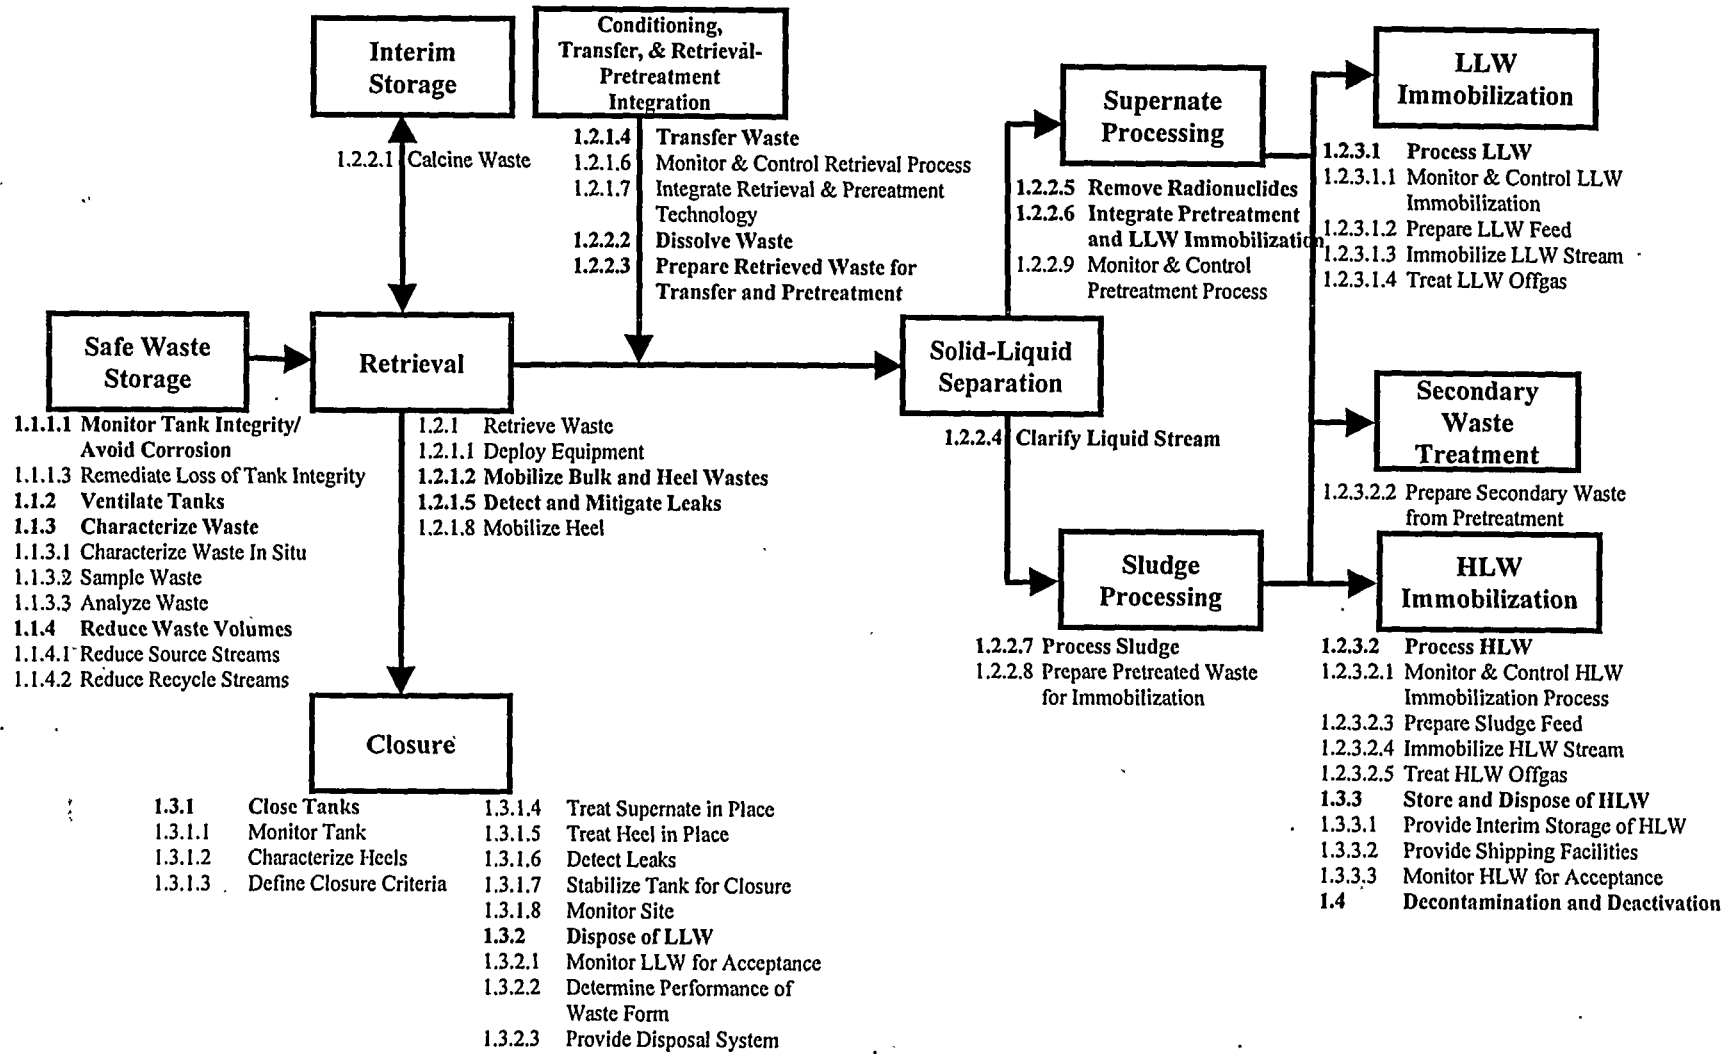 Interim
Storage
Conditioning,
Transfer, & Retrieval-
Pretreatment
Integration
1.2.2.1 Calcine Waste
1.2.1.4 Transfer Waste
1.2.1.6 Monitor & Control Retrieval Process
1.2.1.7 Integrate Retrieval & Prereatment
Technology
1.2.2.2 Dissolve Waste
1.2.2.3 Prepare Retrieved Waste for
Transfer and Pretreatment
Safe Waste
Storage
1.1.1.1 Monitor Tank Integrity/
Avoid Corrosion
1.1.1.3 Remediate Loss of Tank Integrity
1.1.2 Ventilate Tanks
1.1.3 Characterize Waste
1.1.3.1 Characterize Waste In Situ
1.1.3.2 Sample Waste
1.1.3.3 Analyze Waste
1.1.4 Reduce Waste Volumes
1.1.4.1 Reduce Source Streams
1.1.4.2 Reduce Recycle Streams
Retrieval
1.2.1 Retrieve Waste
1.2.1.1 Deploy Equipment
1.2.1.2 Mobilize Bulk and Heel Wastes
1.2.1.5 Detect and Mitigate Leaks
1.2.1.8 Mobilize Heel
Closure
1.3.1 Close Tanks
1.3.1.1 Monitor Tank
1.3.1.2 Characterize Heels
1.3.1.3 Define Closure Criteria
1.3.1.4 Treat Supernate in Place
1.3.1.5 Treat Heel in Place
1.3.1.6 Detect Leaks
1.3.1.7 Stabilize Tank for Closure
1.3.1.8 Monitor Site
1.3.2 Dispose of LLW
1.3.2.1 Monitor LLW for Acceptance
1.3.2.2 Determine Performance of
Waste Form
1.3.2.3 Provide Disposal System
Solid-Liquid
Separation
1.2.2.4 Clarify Liquid Stream
Supernate
Processing
1.2.2.5 Remove Radionuclides
1.2.2.6 Integrate Pretreatment
and LLW Immobilization
1.2.2.9 Monitor & Control
Pretreatment Process
Sludge
Processing
1.2.2.7 Process Sludge
1.2.2.8 Prepare Pretreated Waste
for Immobilization
LLW
Immobilization
1.2.3.1 Process LLW
1.2.3.1.1 Monitor & Control LLW
Immobilization
1.2.3.1.2 Prepare LLW Feed
1.2.3.1.3 Immobilize LLW Stream
1.2.3.1.4 Treat LLW Offgas
Secondary
Waste
Treatment
1.2.3.2.2 Prepare Secondary Waste
from Pretreatment
HLW
Immobilization
1.2.3.2 Process HLW
1.2.3.2.1 Monitor & Control HLW
Immobilization Process
1.2.3.2.3 Prepare Sludge Feed
1.2.3.2.4 Immobilize HLW Stream
1.2.3.2.5 Treat HLW Offgas
1.3.3 Store and Dispose of HLW
1.3.3.1 Provide Interim Storage of HLW
1.3.3.2 Provide Shipping Facilities
1.3.3.3 Monitor HLW for Acceptance
1.4 Decontamination and Deactivation